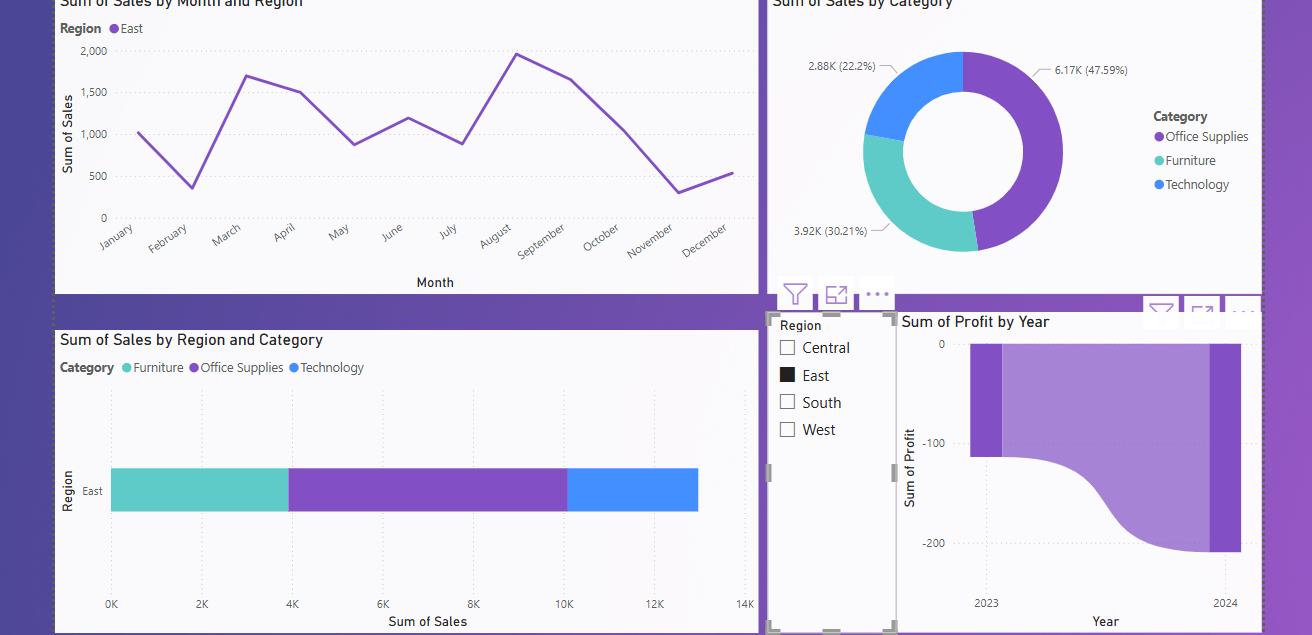 Sum of Sales by Month and Region
Region East
2,000
1,500
1,000
500
0
Sum of Sales
January
February
March
April
May
June
July
August
September
October
November
December
Month
Sum of Sales by Category
2.88K (22.2%)
6.17K (47.59%)
3.92K (30.21%)
Category
Office Supplies
Furniture
Technology
Sum of Sales by Region and Category
Category Furniture Office Supplies Technology
Region
East
0K 2K 4K 6K 8K 10K 12K 14K
Sum of Sales
Region
Central
East
South
West
Sum of Profit by Year
0
-100
-200
Sum of Profit
2023 2024
Year